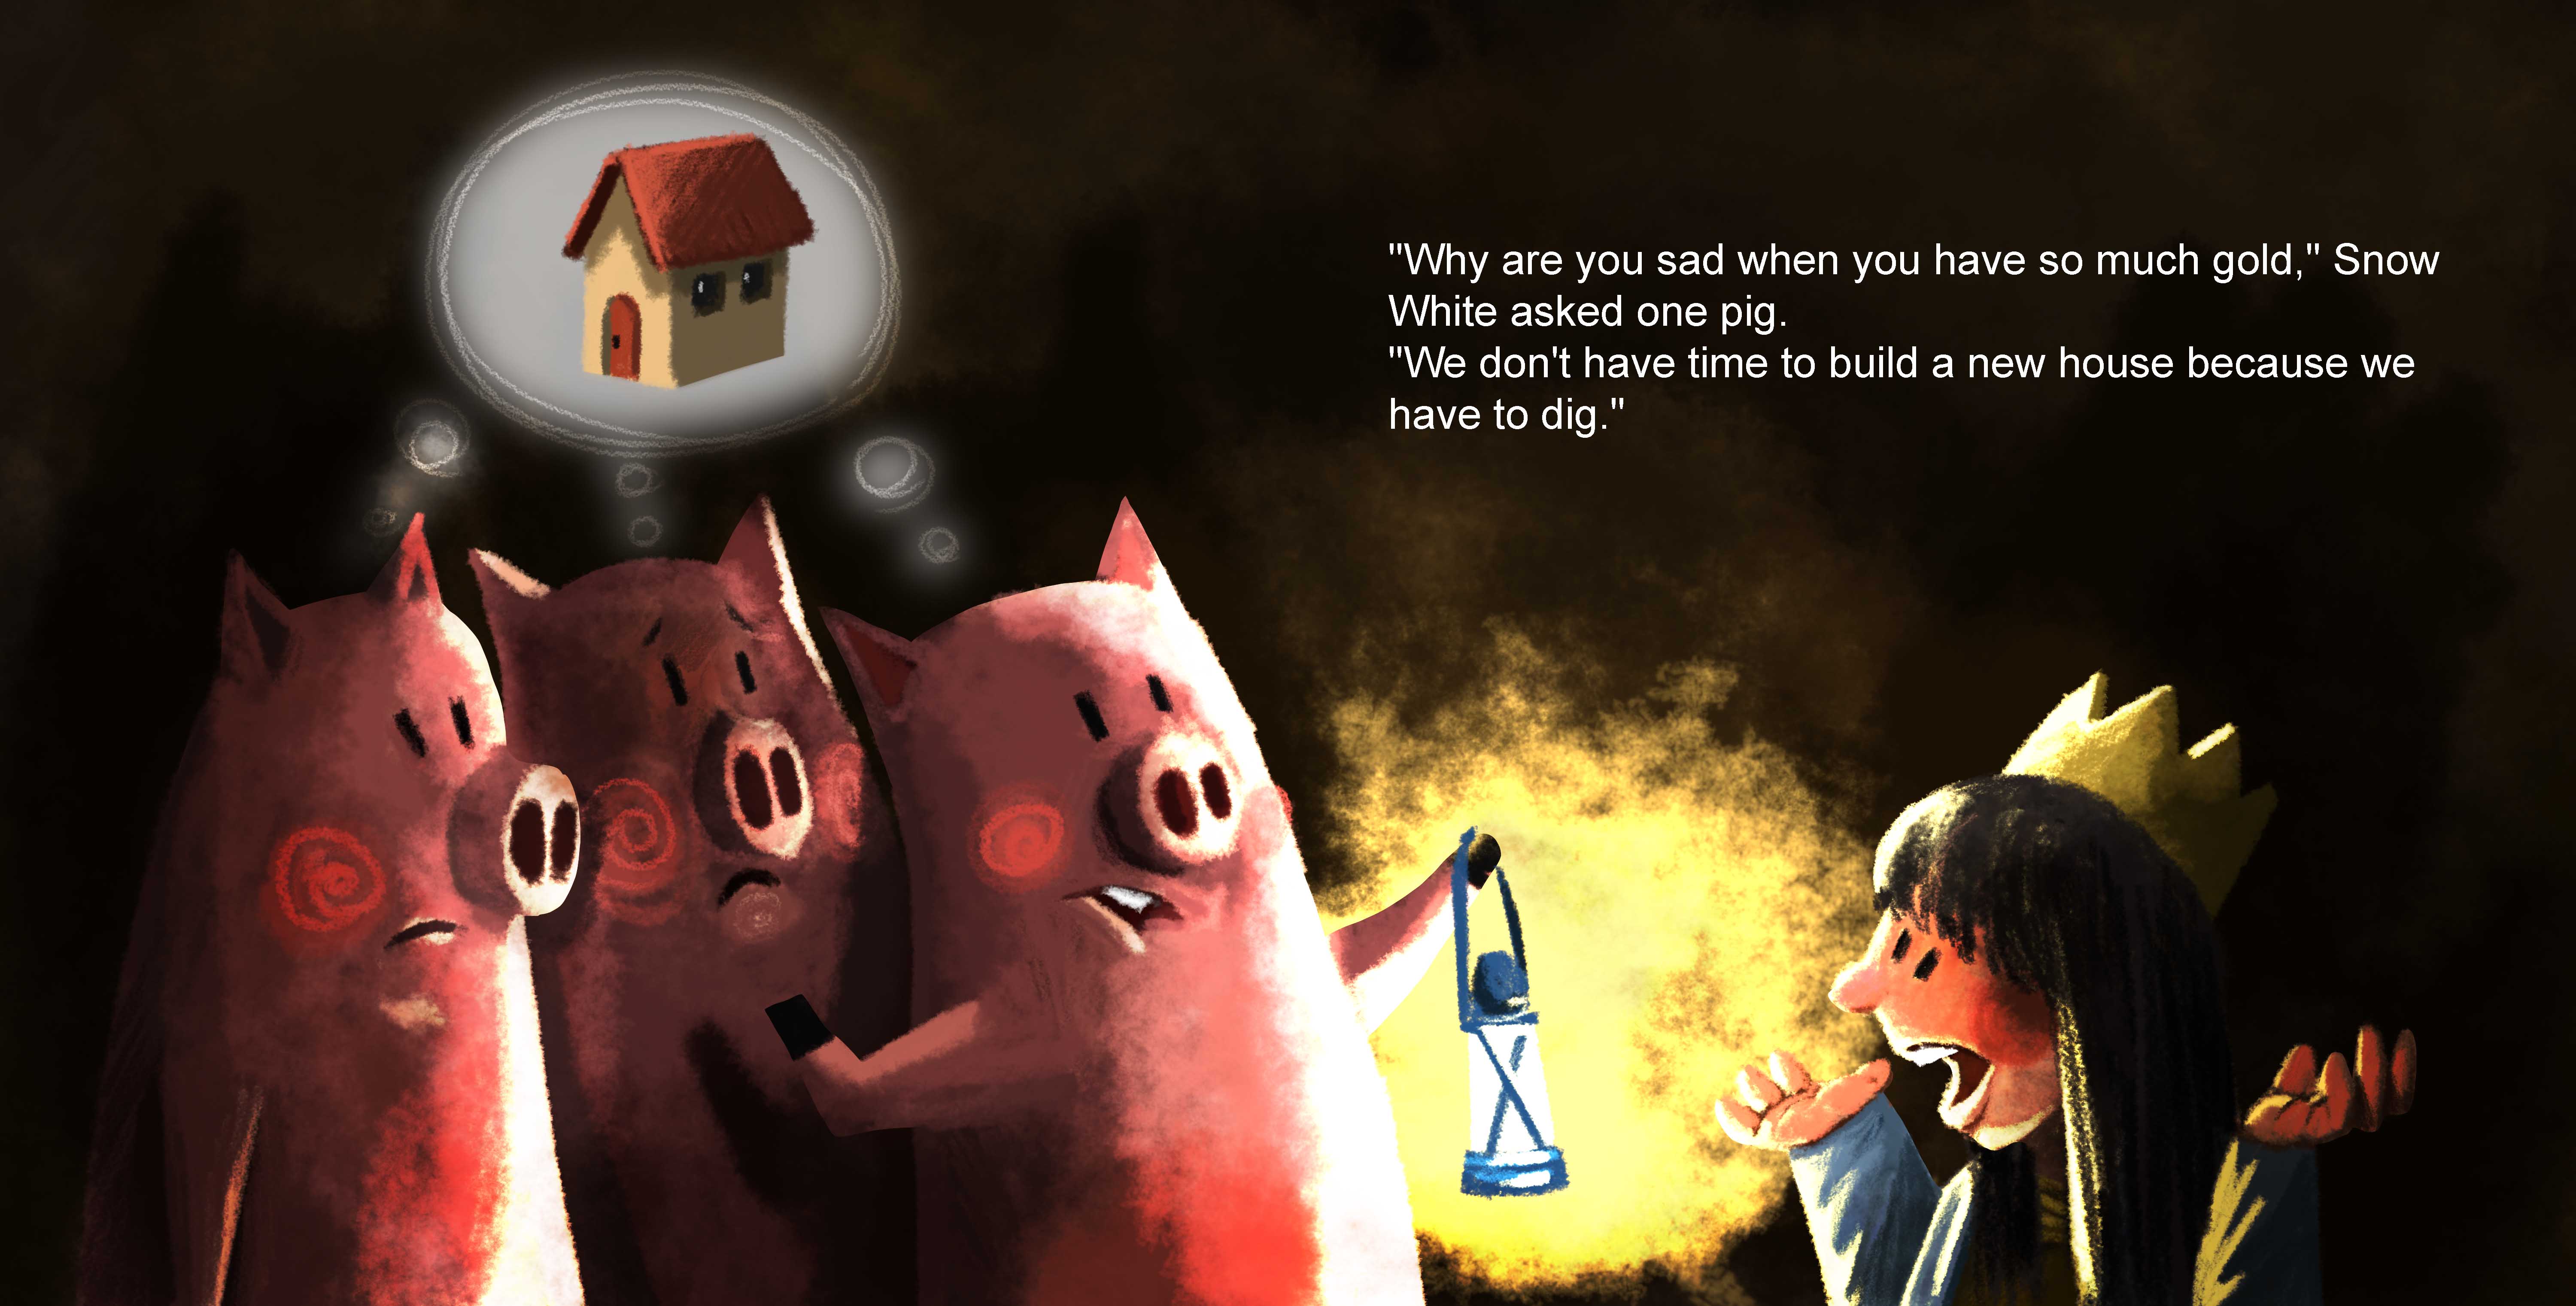 "Why are you sad when you have so much gold," Snow
White asked one pig.
"We don't have time to build a new house because we
have to dig."